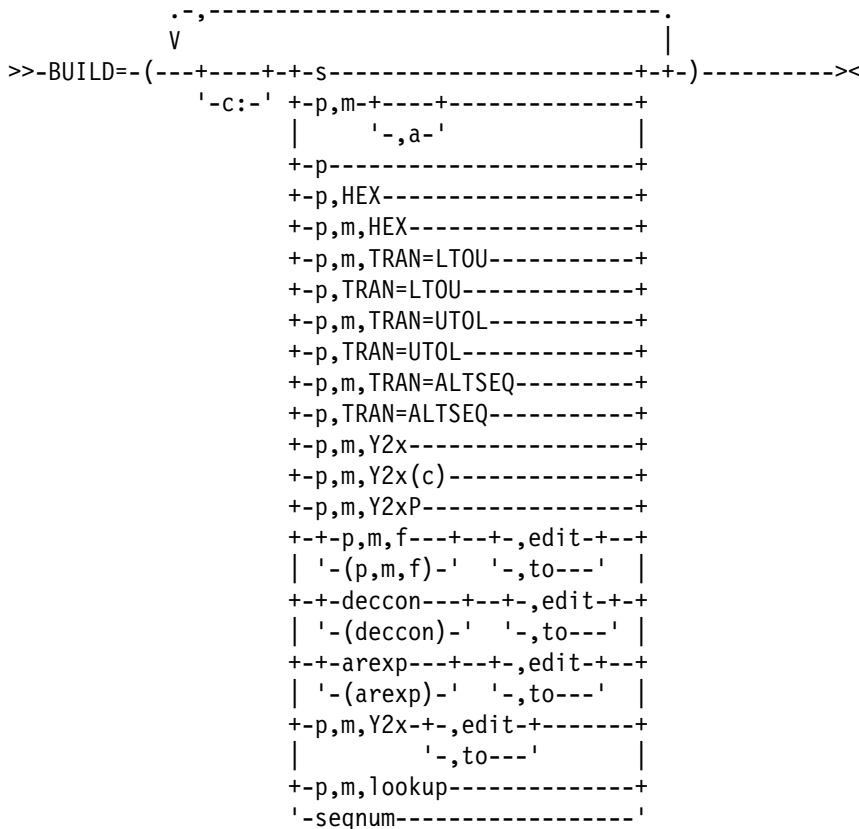 .-,-----------------------------------.
V                                   |
>>-BUILD=-(---+----+-+-s-----------------------+-+-)----------><
'-c:-' +-p,m-+----+--------------+
|     '-,a-'              |
+-p-----------------------+
+-p,HEX-------------------+
+-p,m,HEX-----------------+
+-p,m,TRAN=LTOU-----------+
+-p,TRAN=LTOU-------------+
+-p,m,TRAN=UTOL-----------+
+-p,TRAN=UTOL-------------+
+-p,m,TRAN=ALTSEQ---------+
+-p,TRAN=ALTSEQ-----------+
+-p,m,Y2x-----------------+
+-p,m,Y2x(c)--------------+
+-p,m,Y2xP----------------+
+-+-p,m,f---+--+-,edit-+--+
| '-(p,m,f)-'  '-,to---'  |
+-+-deccon---+--+-,edit-+-+
| '-(deccon)-'  '-,to---' |
+-+-arexp---+--+-,edit-+--+
| '-(arexp)-'  '-,to---'  |
+-p,m,Y2x-+-,edit-+-------+
|         '-,to---'       |
+-p,m,lookup--------------+
'-seqnum------------------'